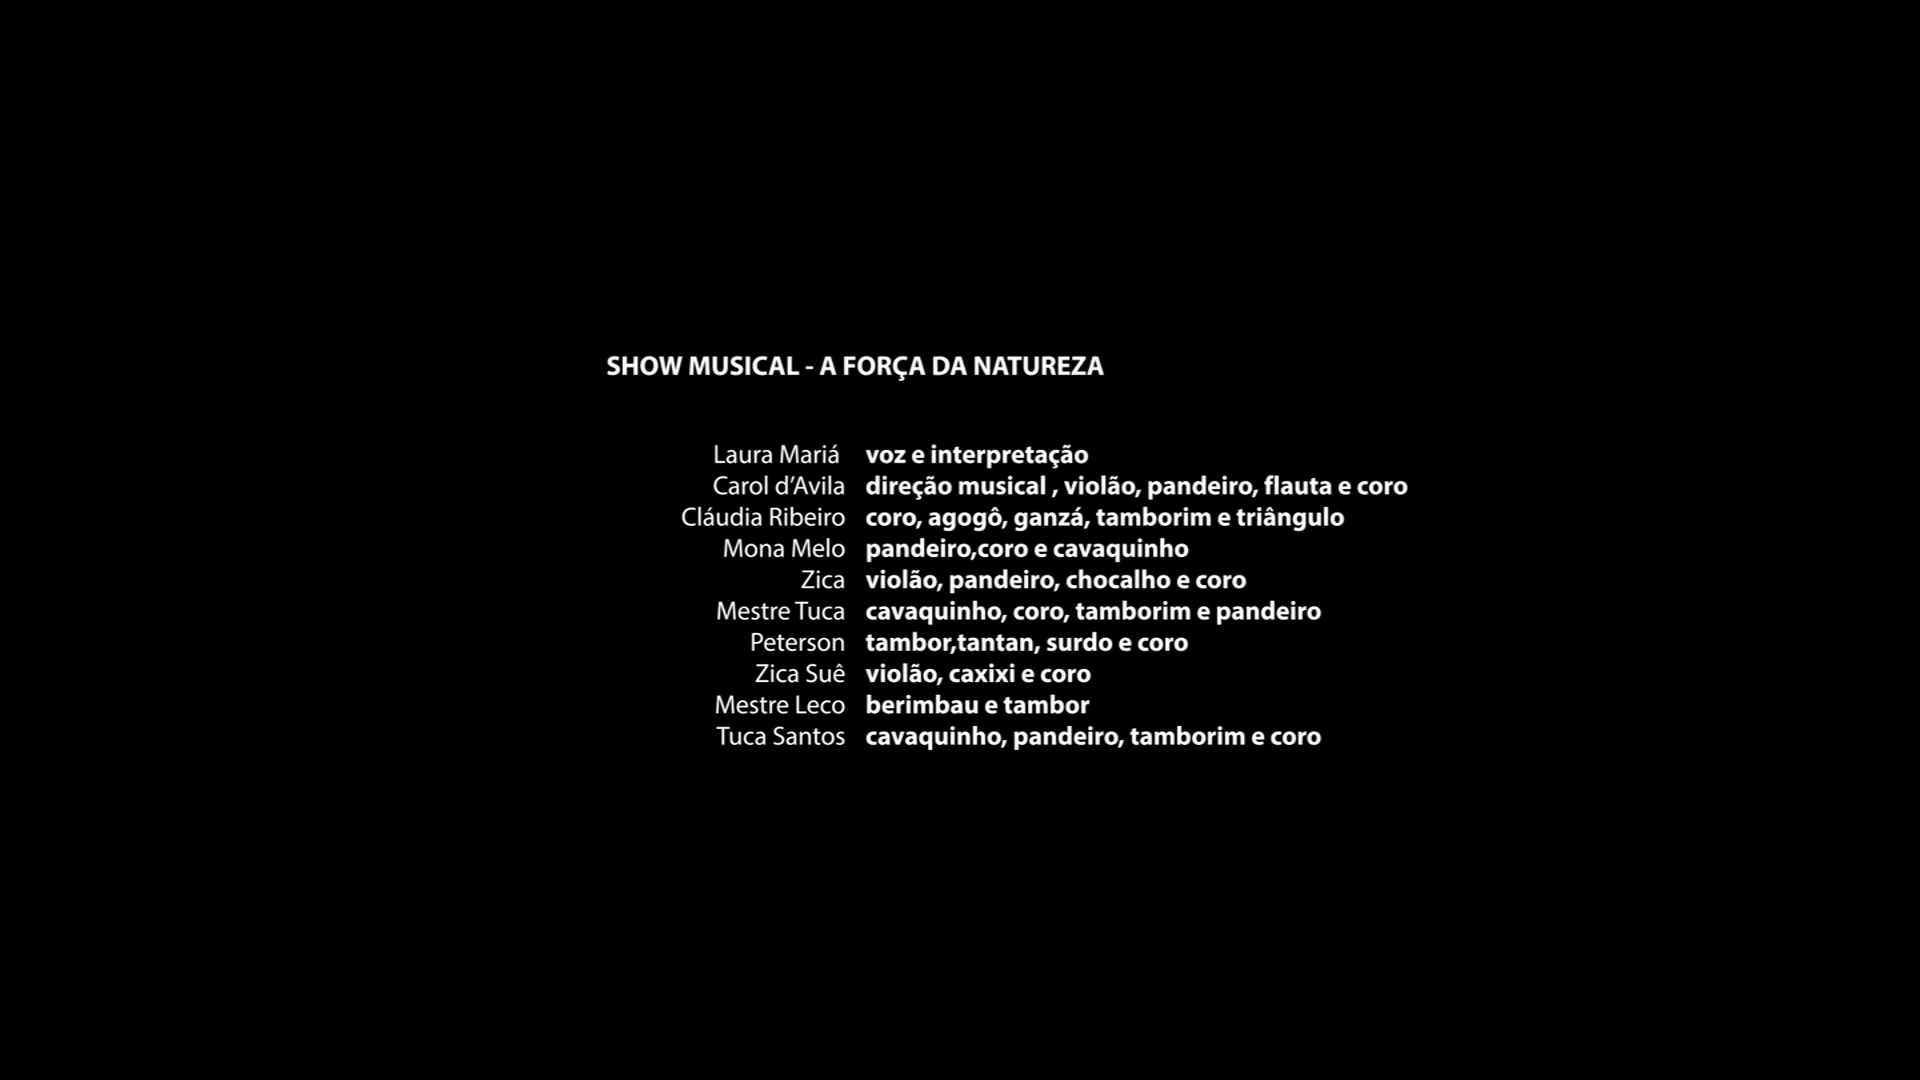 SHOW MUSICAL - A FORÇA DA NATUREZA
Laura Mariá voz e interpretação
Carol d’Avila direção musical , violão, pandeiro, flauta e coro
Cláudia Ribeiro coro, agogô, ganzá, tamborim e triângulo
Mona Melo pandeiro,coro e cavaquinho
Zica violão, pandeiro, chocalho e coro
Mestre Tuca cavaquinho, coro, tamborim e pandeiro
Peterson tambor,tantan, surdo e coro
Zica Suê violão, caxixi e coro
Mestre Leco berimbau e tambor
Tuca Santos cavaquinho, pandeiro, tamborim e coro